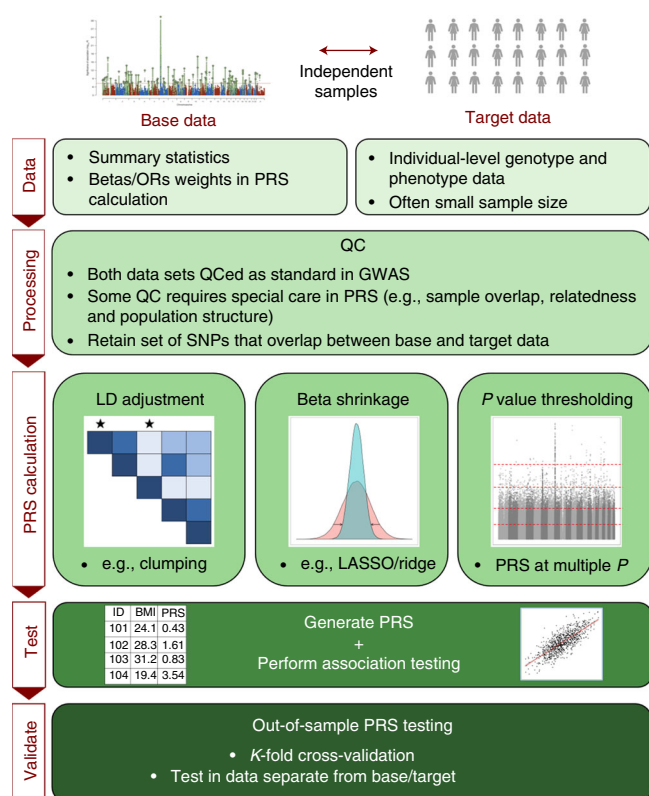 Independent
samples
Base data
Target data
Data
• Summary statistics
• Betas/ORs weights in PRS
calculation
• Individual-level genotype and
phenotype data
• Often small sample size
Processing
QC
• Both data sets QCed as standard in GWAS
• Some QC requires special care in PRS (e.g., sample overlap, relatedness
and population structure)
• Retain set of SNPs that overlap between base and target data
PRS calculation
LD adjustment
• e.g., clumping
Beta shrinkage
• e.g., LASSO/ridge
P value thresholding
• PRS at multiple P
Test
ID BMI PRS
101 24.1 0.43
102 28.3 1.61
103 31.2 0.83
104 19.4 3.54
Generate PRS
+
Perform association testing
Validate
Out-of-sample PRS testing
• K-fold cross-validation
• Test in data separate from base/target